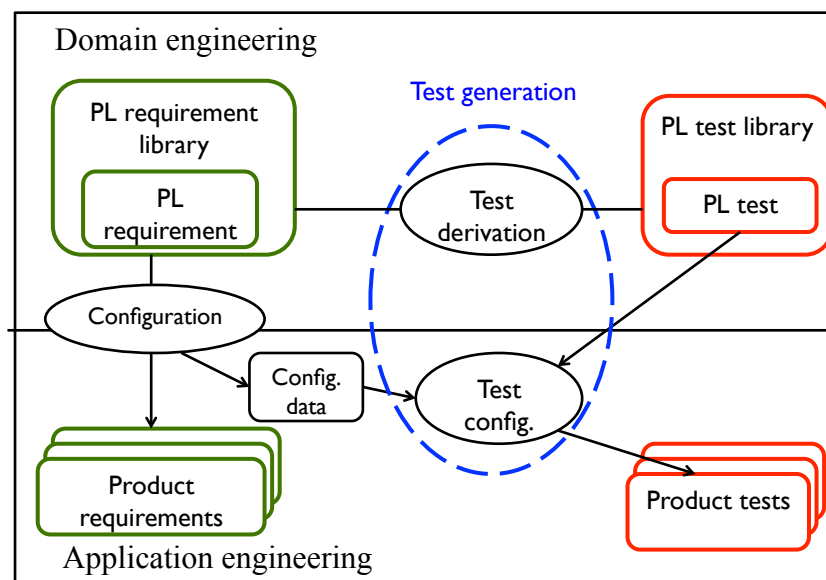 Domain engineering
Test generation
PL requirement
library
PL
requirement
Test
derivation
PL test library
PL test
Configuration
Config.
data
Test
config.
Product
requirements
Product tests
Application engineering